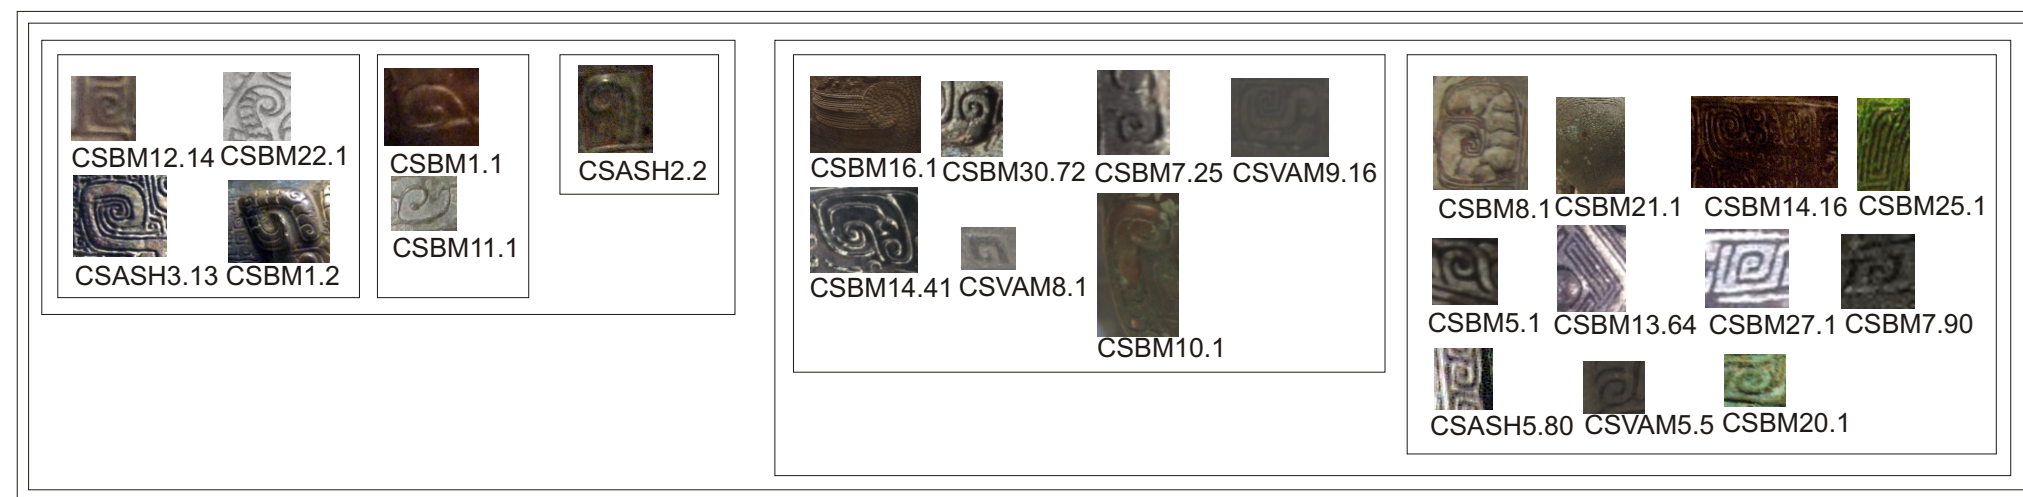 CSBM12.14 CSBM22.1
CSASH3.13 CSBM1.2
CSBM1.1
CSBM11.1
CSASH2.2
CSBM16.1 CSBM30.72 CSBM7.25 CSVAM9.16
CSBM14.41 CSVAM8.1
CSBM10.1
CSBM8.1 CSBM21.1 CSBM14.16 CSBM25.1
CSBM5.1 CSBM13.64 CSBM27.1 CSBM7.90
CSASH5.80 CSVAM5.5 CSBM20.1